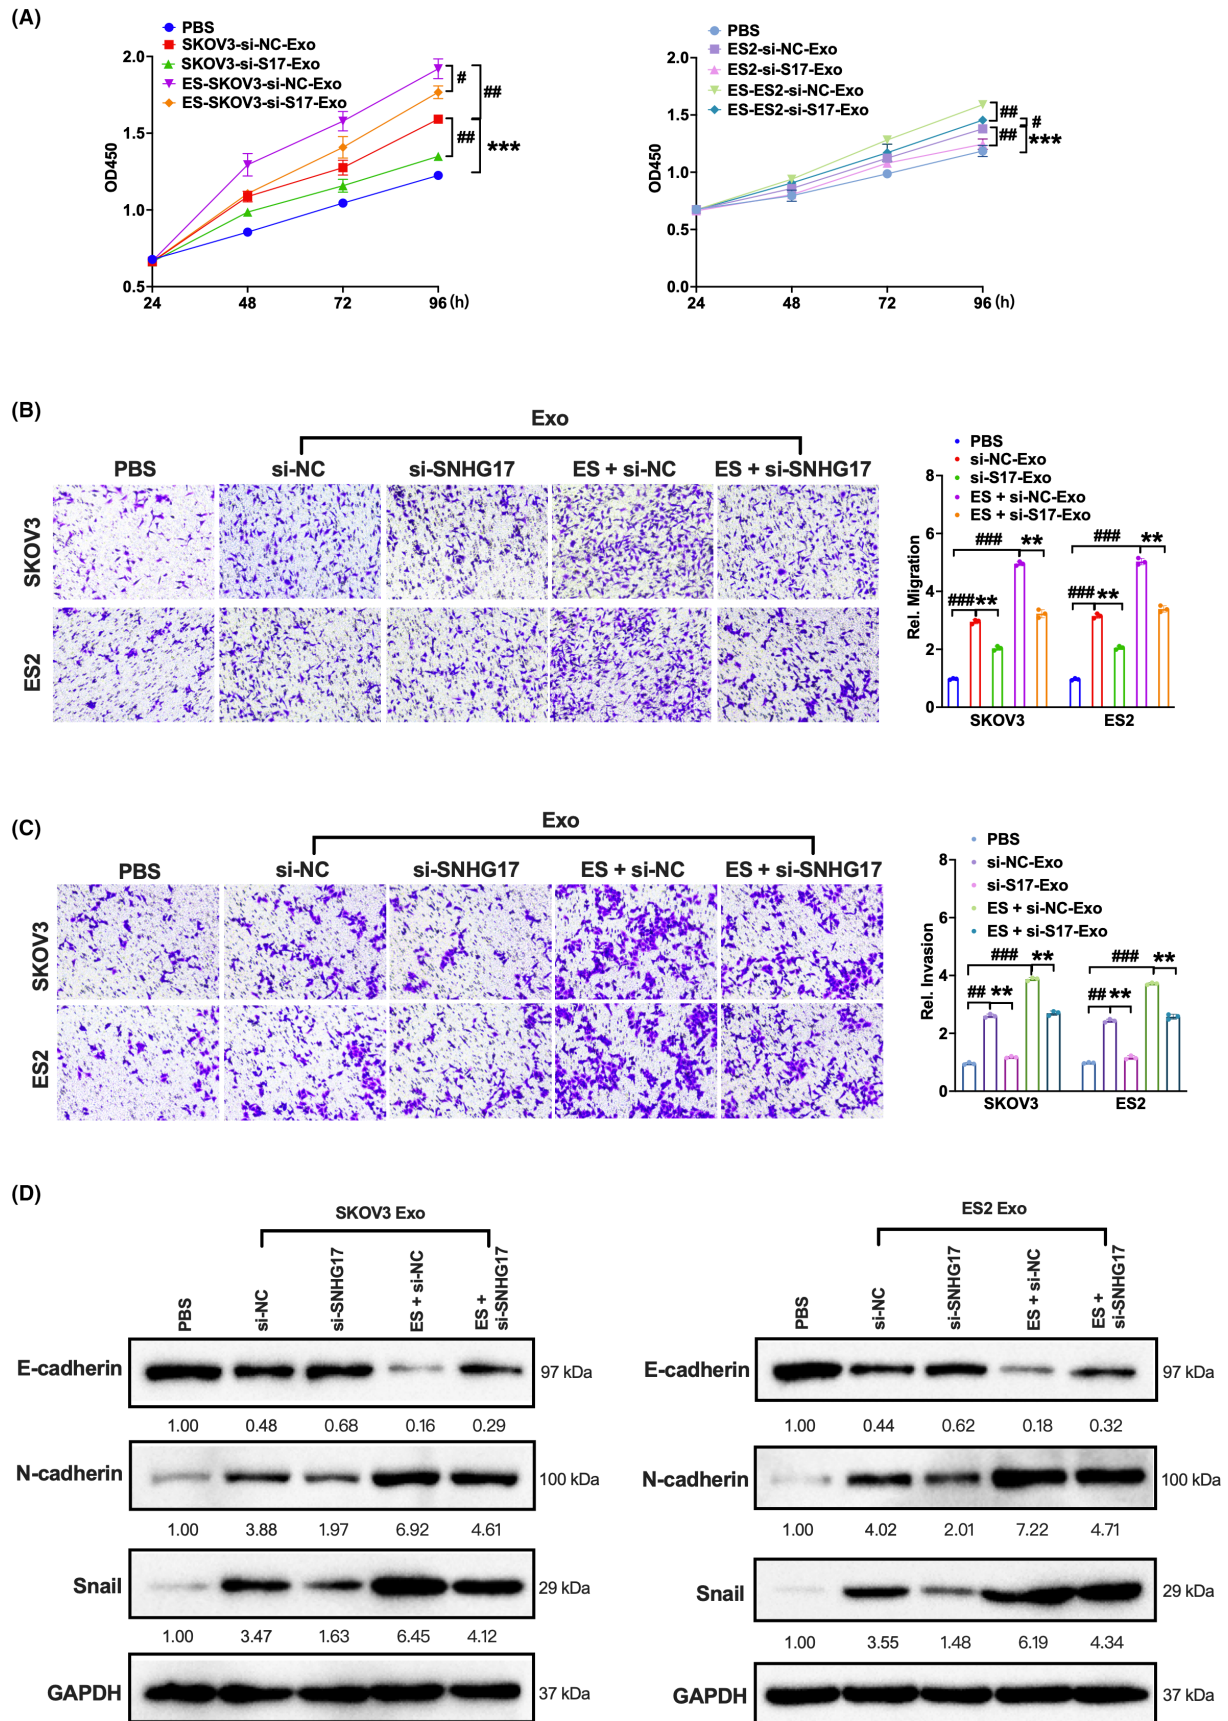 (A)
PBS
SKOV3-si-NC-Exo
SKOV3-si-S17-Exo
ES-SKOV3-si-NC-Exo
ES-SKOV3-si-S17-Exo
2.0
1.5
1.0
0.5
OD450
24 48 72 96 (h)
#
##
##
***
PBS
ES2-si-NC-Exo
ES2-si-S17-Exo
ES-ES2-si-NC-Exo
ES-ES2-si-S17-Exo
2.0
1.5
1.0
0.5
0.0
OD450
24 48 72 96 (h)
##
#
##
***
(B)
Exo
PBS si-NC si-SNHG17 ES + si-NC ES + si-SNHG17
SKOV3
ES2
PBS
si-NC-Exo
si-S17-Exo
ES + si-NC-Exo
ES + si-S17-Exo
8
6
4
2
0
Rel. Migration
### ** ### **
### ** ### **
SKOV3 ES2
(C)
Exo
PBS si-NC si-SNHG17 ES + si-NC ES + si-SNHG17
SKOV3
ES2
PBS
si-NC-Exo
si-S17-Exo
ES + si-NC-Exo
ES + si-S17-Exo
8
6
4
2
0
Rel. Invasion
### ** ### **
## ** ## **
SKOV3 ES2
(D)
SKOV3 Exo
PBS
si-NC
si-SNHG17
ES + si-NC
ES +
si-SNHG17
E-cadherin 97 kDa
1.00 0.48 0.68 0.16 0.29
N-cadherin 100 kDa
1.00 3.88 1.97 6.92 4.61
Snail 29 kDa
1.00 3.47 1.63 6.45 4.12
GAPDH 37 kDa
ES2 Exo
PBS
si-NC
si-SNHG17
ES + si-NC
ES +
si-SNHG17
E-cadherin 97 kDa
1.00 0.44 0.62 0.18 0.32
N-cadherin 100 kDa
1.00 4.02 2.01 7.22 4.71
Snail 29 kDa
1.00 3.55 1.48 6.19 4.34
GAPDH 37 kDa